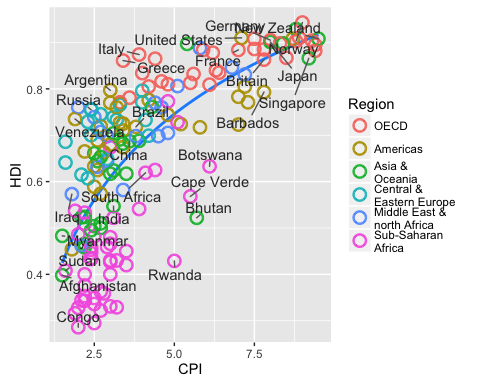 Germany
New Zealand
United States
Italy
Norway
France
Greece
Japan
Argentina
Britain
Russia
Singapore
Brazil
Barbados
Venezuela
China
Botswana
Cape Verde
South Africa
Bhutan
Iraq
India
Myanmar
Sudan
Rwanda
Afghanistan
Congo
0.8
0.6
0.4
HDI
2.5
5.0
7.5
CPI
Region
OECD
Americas
Asia &
Oceania
Central &
Eastern Europe
Middle East &
north Africa
Sub-Saharan
Africa